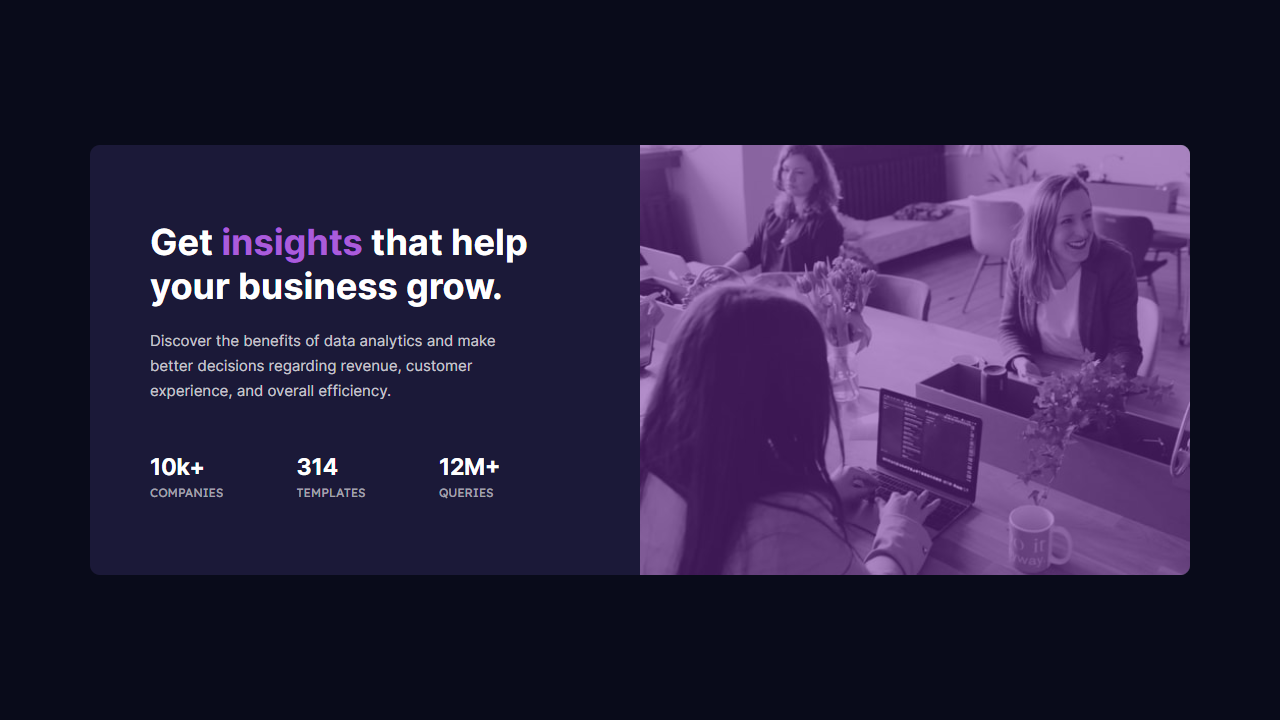 Get insights that help
your business grow.
Discover the benefits of data analytics and make
better decisions regarding revenue, customer
experience, and overall efficiency.
10k+ 314 12M+
COMPANIES TEMPLATES QUERIES